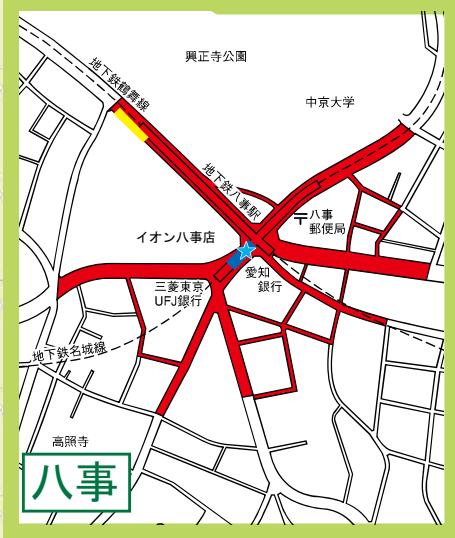 興正寺公園
地下鉄鶴舞線
中京大学
地下鉄八事駅
〒八事
郵便局
イオン八事店
愛知
銀行
三菱東京
UFJ銀行
地下鉄名城線
高照寺
八事